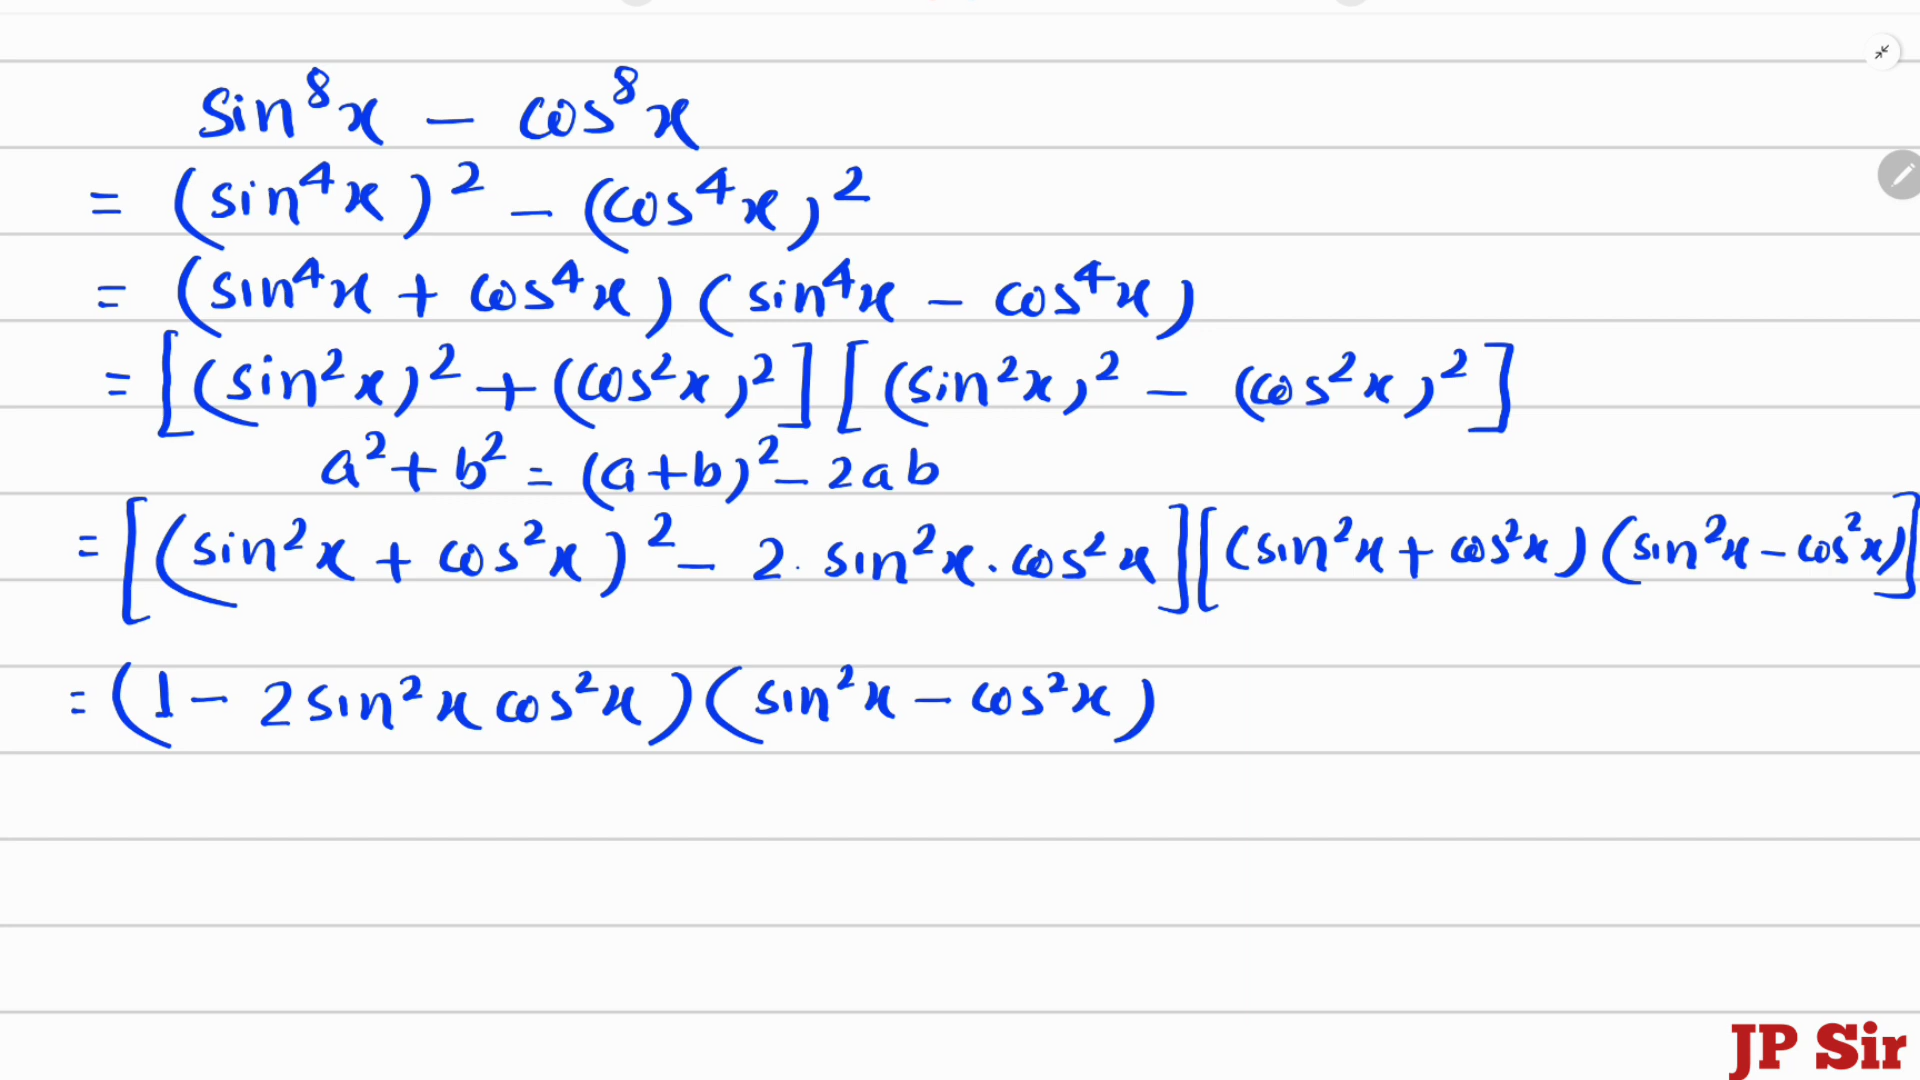 sin⁸x - cos⁸x
= (sin⁴x)² - (cos⁴x)²
= (sin⁴x + cos⁴x) (sin⁴x - cos⁴x)
= [(sin²x)² + (cos²x)²] [(sin²x)² - (cos²x)²]
a² + b² = (a+b)² - 2ab
= [(sin²x + cos²x)² - 2. sin²x . cos²x] [(sin²x + cos²x) (sin²x - cos²x)]
= (1 - 2sin²x cos²x) (sin²x - cos²x)
JP Sir